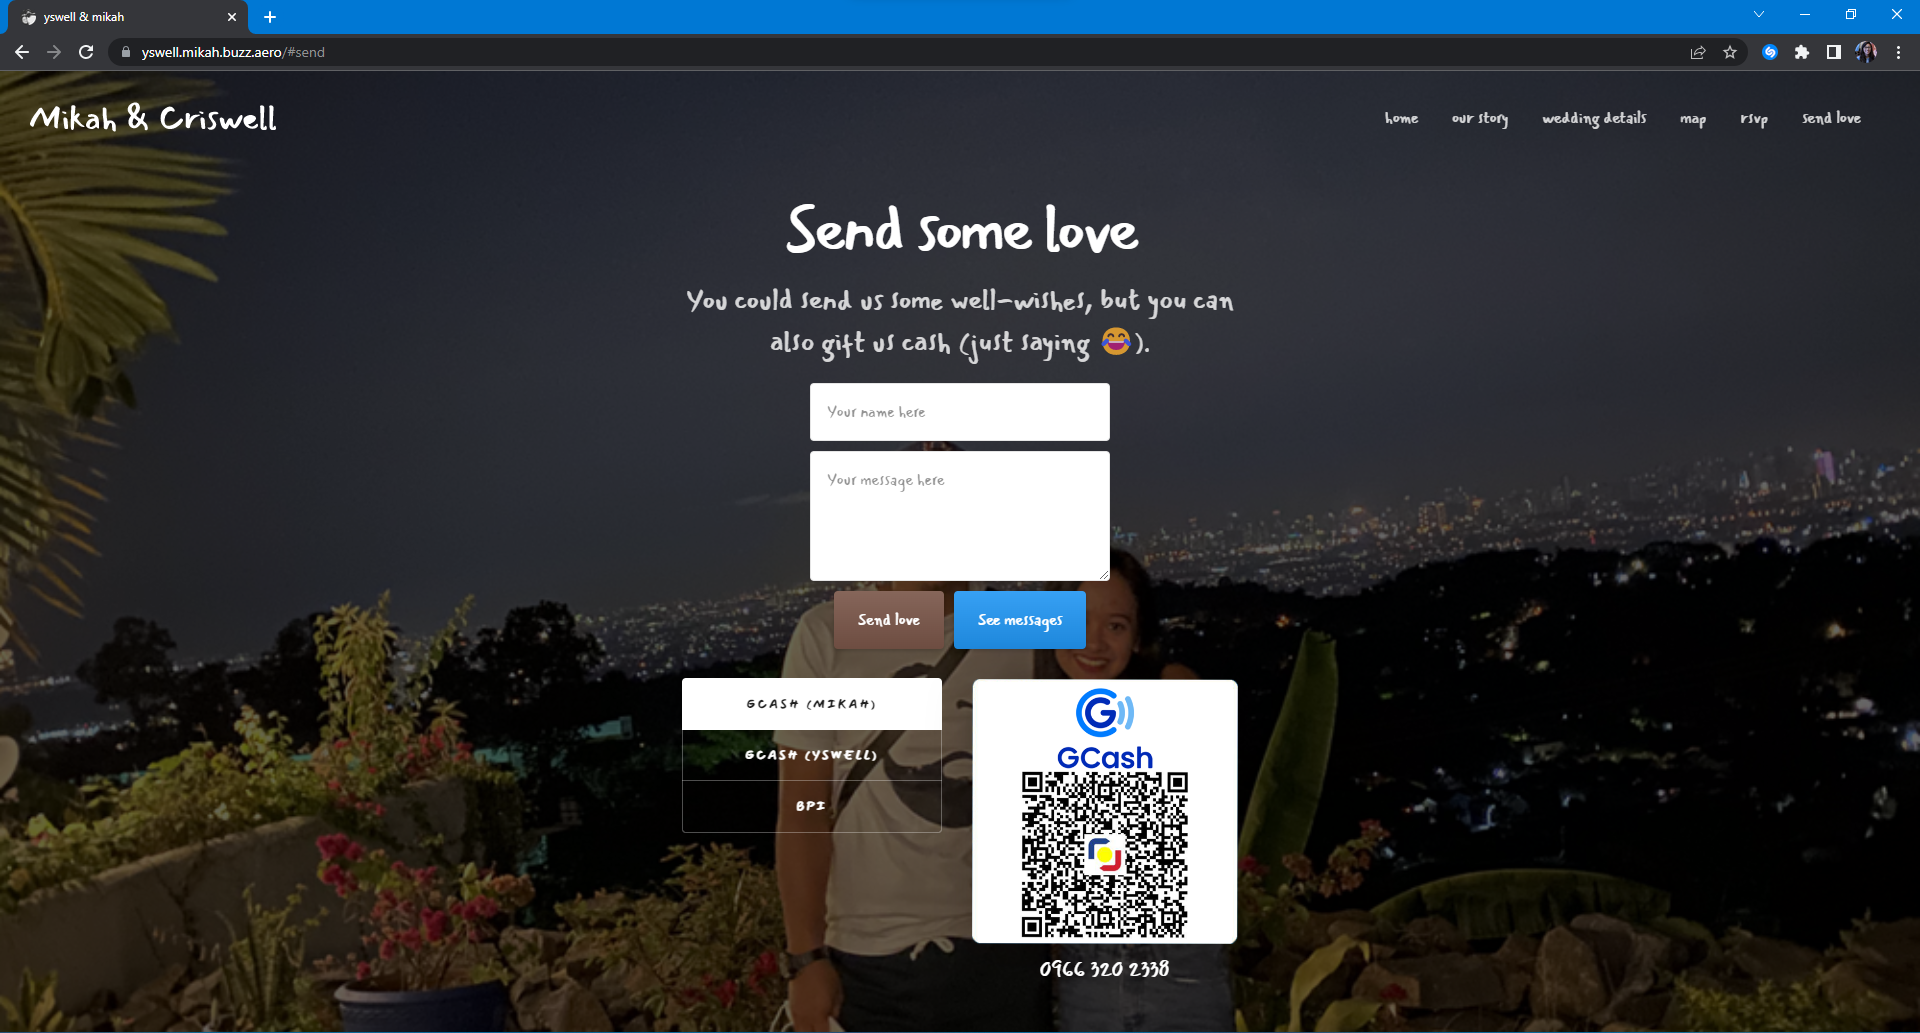 yswell & mikah
yswell.mikah.buzz.aero/#send
Mikah & Criswell
home
our story
wedding details
map
rsvp
send love
Send some love
You could send us some well-wishes, but you can
also gift us cash (just saying 😂).
Your name here
Your message here
Send love
See messages
GCASH (MIKAH)
GCASH (YSWELL)
BPI
G
GCash
0966 320 2338